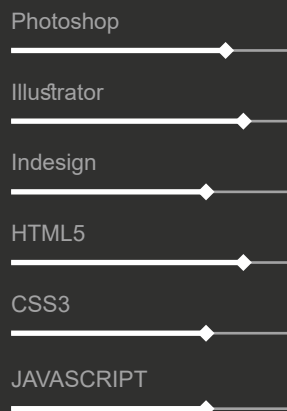 Photoshop
Illustrator
Indesign
HTML5
CSS3
JAVASCRIPT